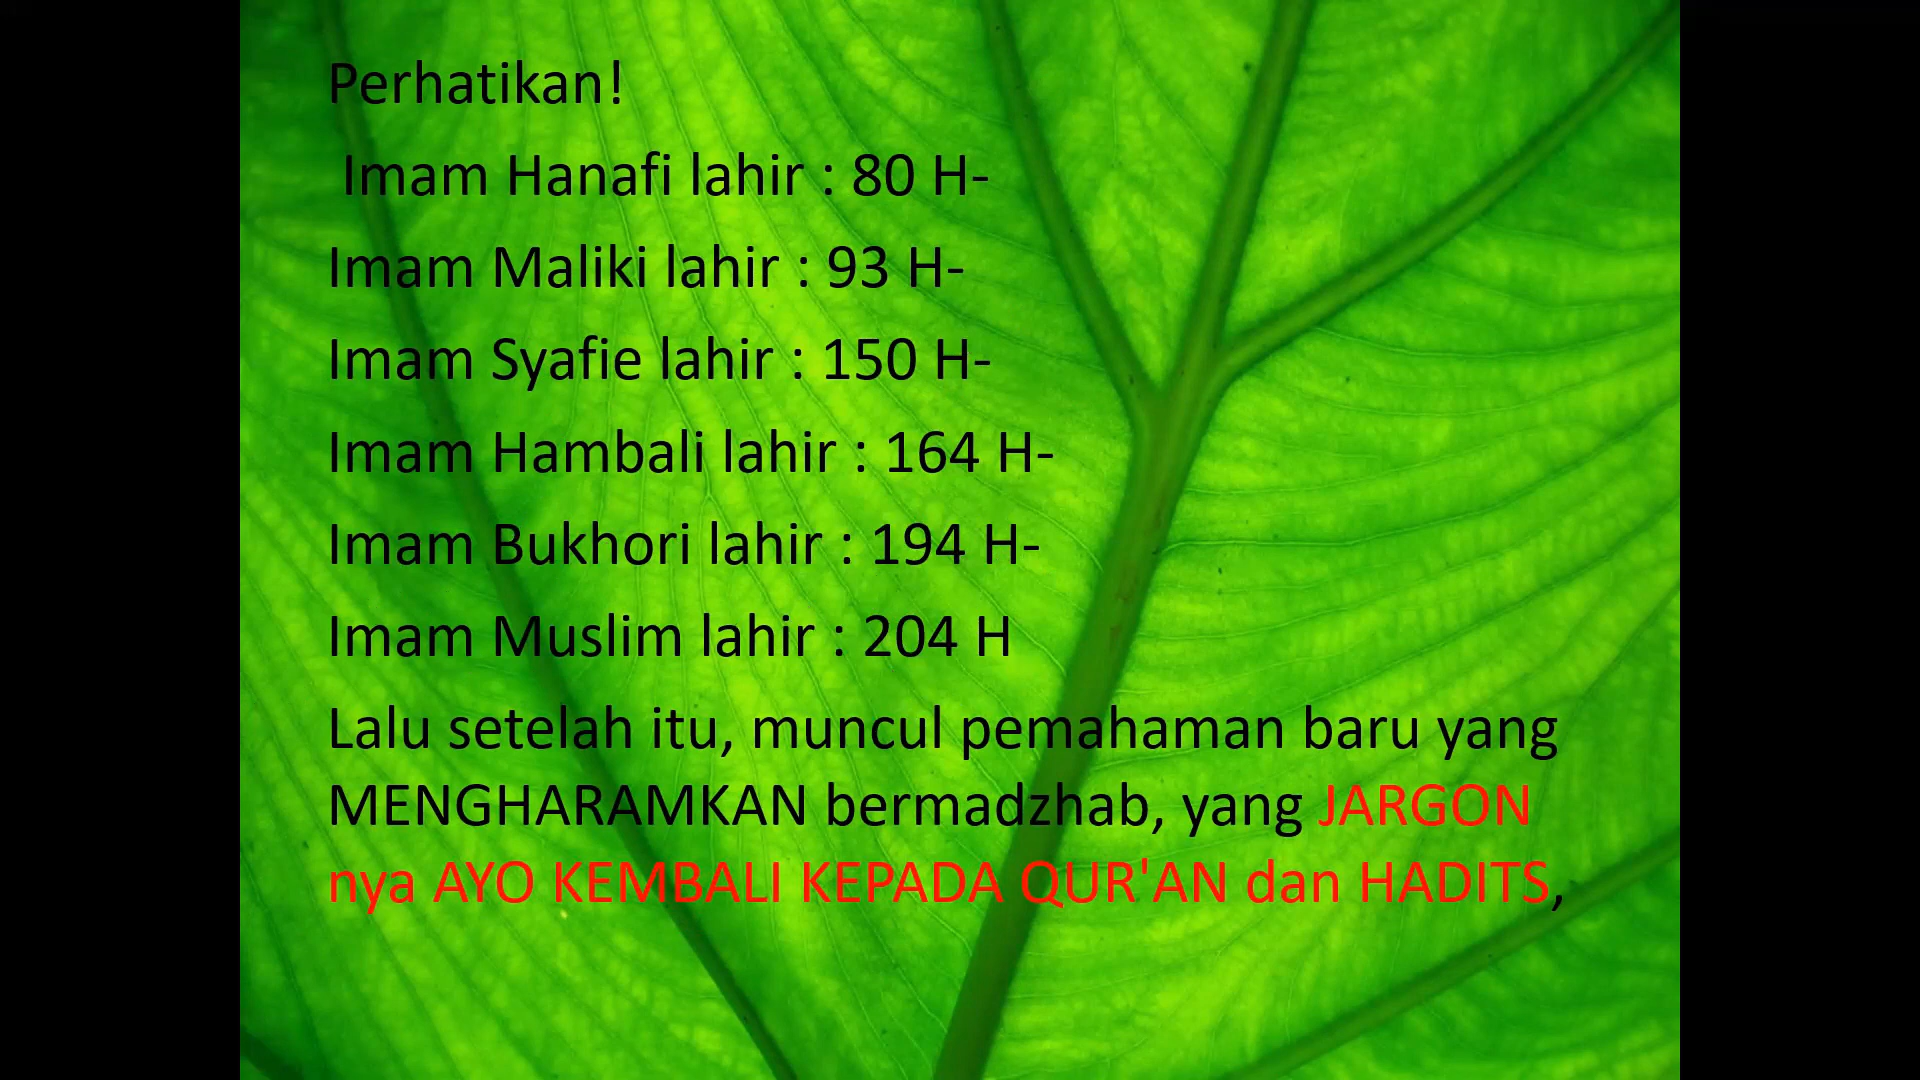 Perhatikan!
Imam Hanafi lahir : 80 H-
Imam Maliki lahir : 93 H-
Imam Syafie lahir : 150 H-
Imam Hambali lahir : 164 H-
Imam Bukhori lahir : 194 H-
Imam Muslim lahir : 204 H
Lalu setelah itu, muncul pemahaman baru yang
MENGHARAMKAN bermadzhab, yang JARGON
nya AYO KEMBALI KEPADA QUR'AN dan HADITS,